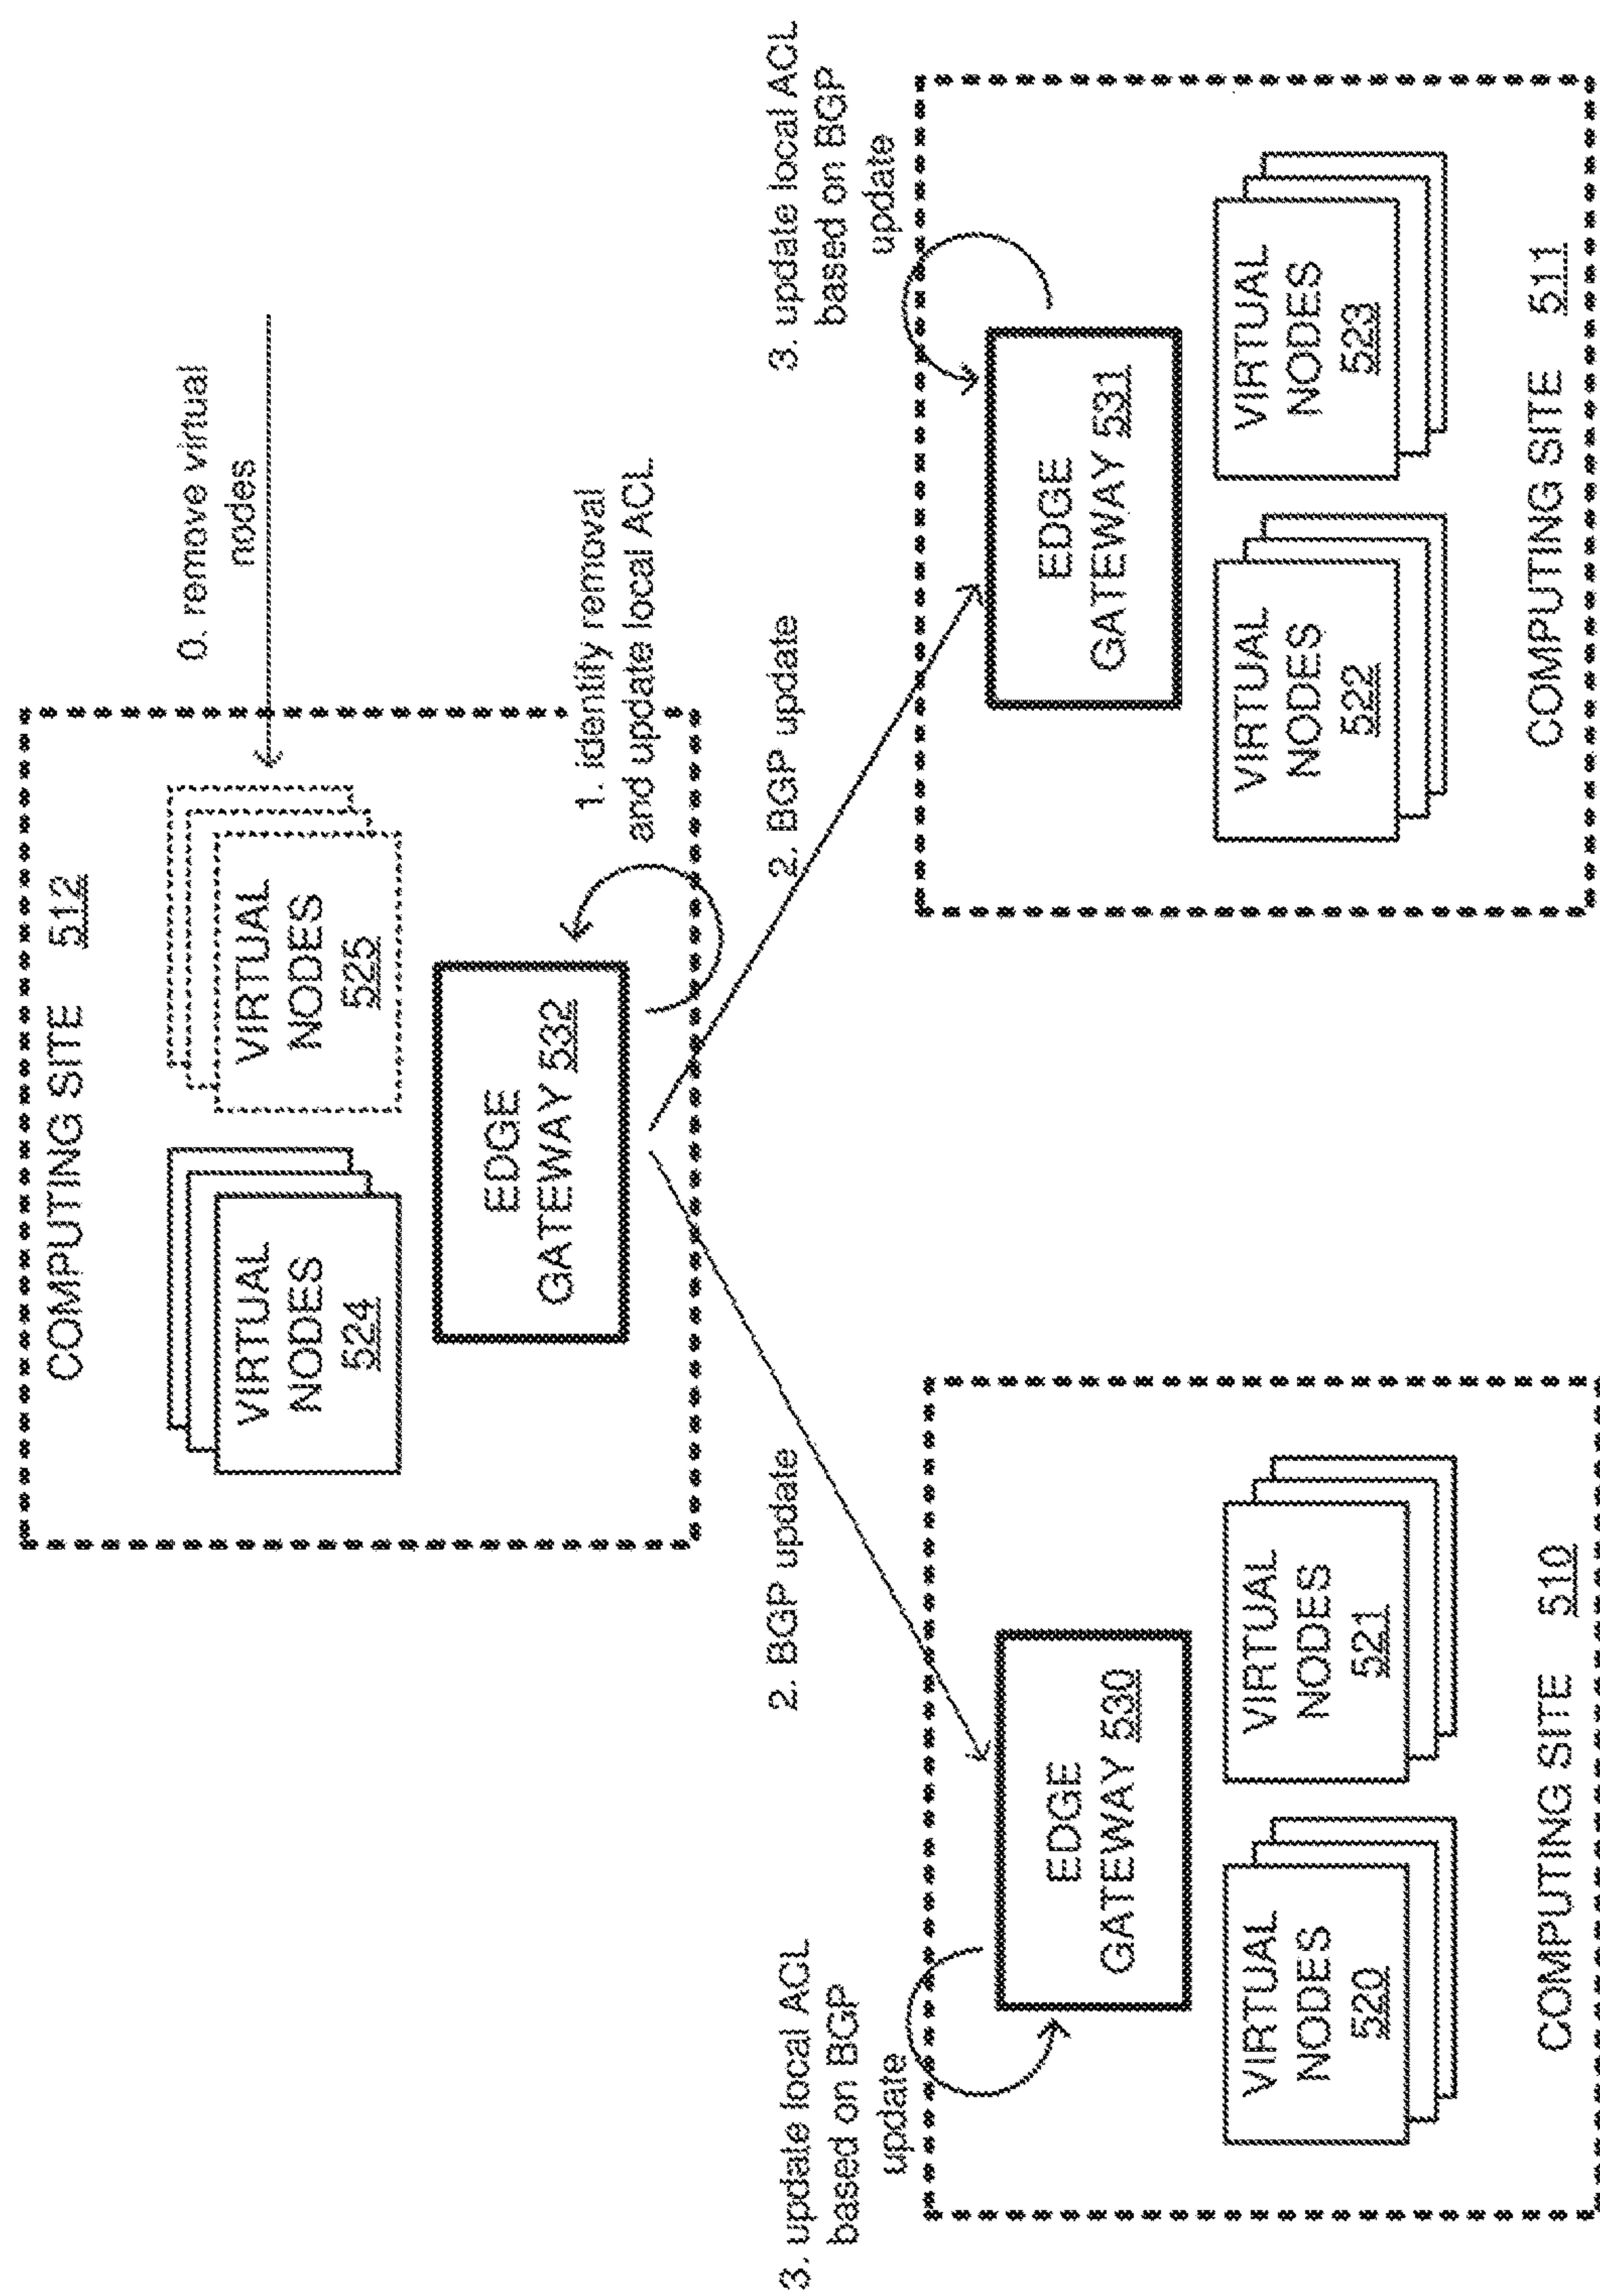 COMPUTING SITE 512
VIRTUAL
NODES
524
VIRTUAL
NODES
525
0. remove virtual
nodes
EDGE
GATEWAY 532
1. identify removal
and update local ACL
2. BGP update
2. BGP update
3. update local ACL
based on BGP
update
3. update local ACL
based on BGP
update
EDGE
GATEWAY 530
VIRTUAL
NODES
520
VIRTUAL
NODES
521
COMPUTING SITE 510
EDGE
GATEWAY 531
VIRTUAL
NODES
522
VIRTUAL
NODES
523
COMPUTING SITE 511